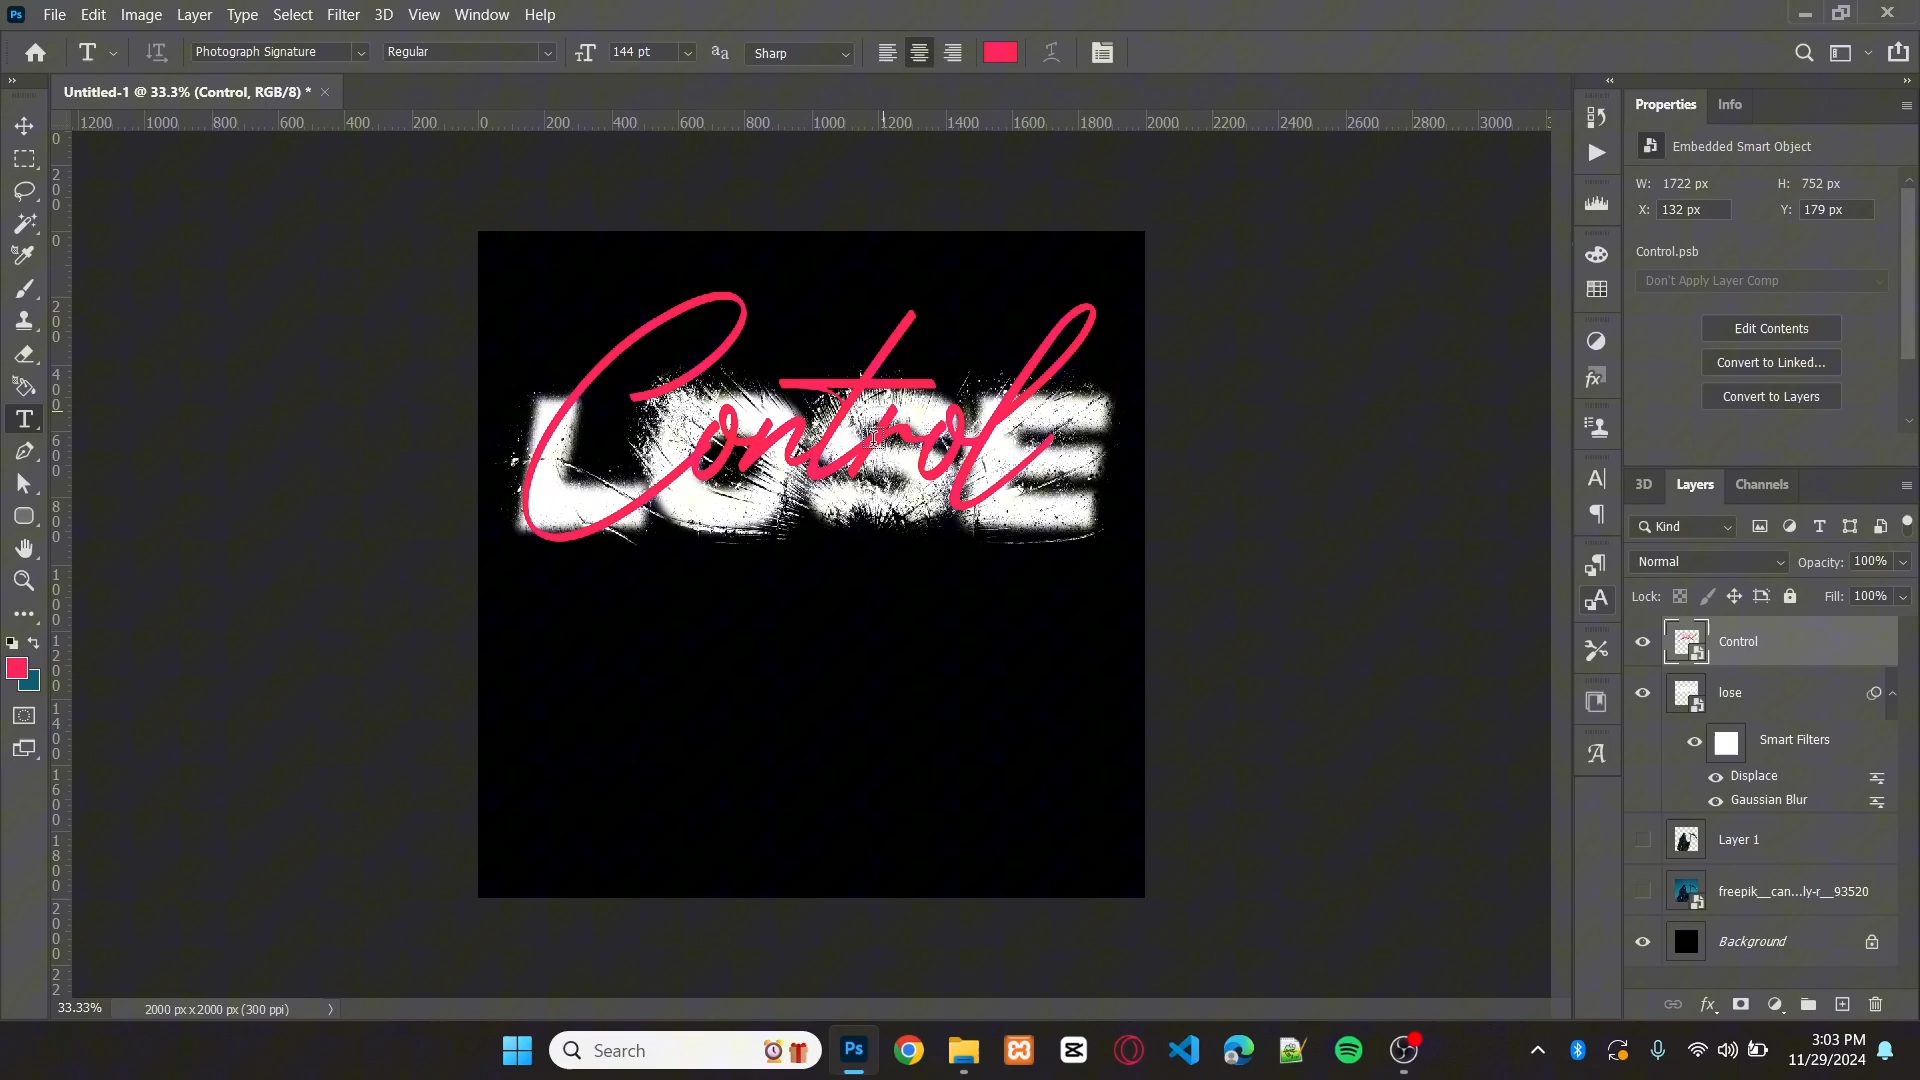 File Edit Image Layer Type Select Filter 3D View Window Help
Photograph Signature Regular 144 pt Sharp
Untitled-1 @ 33.3% (Control, RGB/8) *
1200 1000 800 600 400 200 0 200 400 600 800 1000 1200 1400 1600 1800 2000 2200 2400 2600 2800 3000
Control
LOSE
33.33% 2000 px x 2000 px (300 ppi)
Properties Info
Embedded Smart Object
W: 1722 px H: 752 px
X: 132 px Y: 179 px
Control.psb
Don't Apply Layer Comp
Edit Contents
Convert to Linked...
Convert to Layers
3D Layers Channels
Kind
Normal Opacity: 100%
Lock: Fill: 100%
Control
lose
Smart Filters
Displace
Gaussian Blur
Layer 1
freepik__can...ly-r__93520
Background
Search
3:03 PM
11/29/2024